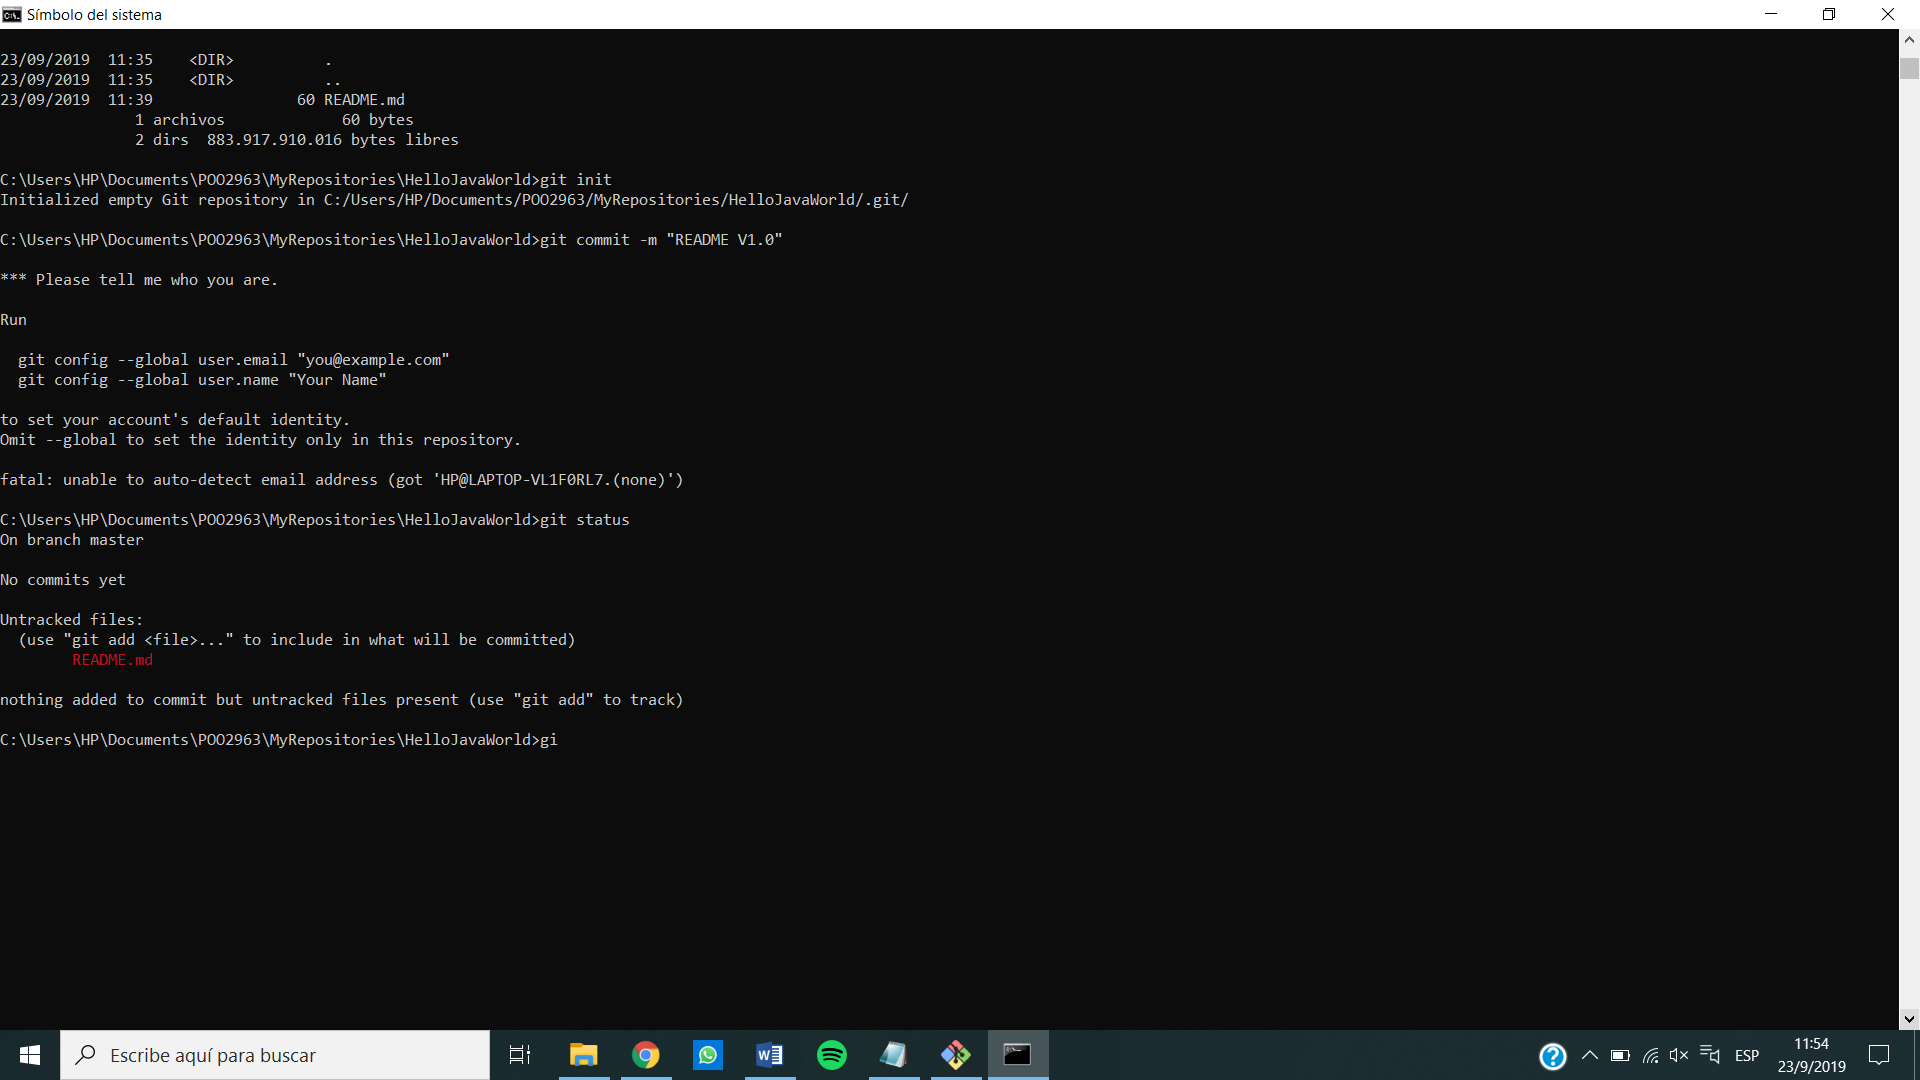 Símbolo del sistema
23/09/2019  11:35    <DIR>          .
23/09/2019  11:35    <DIR>          ..
23/09/2019  11:39                60 README.md
               1 archivos             60 bytes
               2 dirs  883.917.910.016 bytes libres
C:\Users\HP\Documents\POO2963\MyRepositories\HelloJavaWorld>git init
Initialized empty Git repository in C:/Users/HP/Documents/POO2963/MyRepositories/HelloJavaWorld/.git/
C:\Users\HP\Documents\POO2963\MyRepositories\HelloJavaWorld>git commit -m "README V1.0"
*** Please tell me who you are.
Run
  git config --global user.email "you@example.com"
  git config --global user.name "Your Name"
to set your account's default identity.
Omit --global to set the identity only in this repository.
fatal: unable to auto-detect email address (got 'HP@LAPTOP-VL1F0RL7.(none)')
C:\Users\HP\Documents\POO2963\MyRepositories\HelloJavaWorld>git status
On branch master
No commits yet
Untracked files:
  (use "git add <file>..." to include in what will be committed)
        README.md
nothing added to commit but untracked files present (use "git add" to track)
C:\Users\HP\Documents\POO2963\MyRepositories\HelloJavaWorld>gi
Escribe aquí para buscar
ESP
11:54
23/9/2019